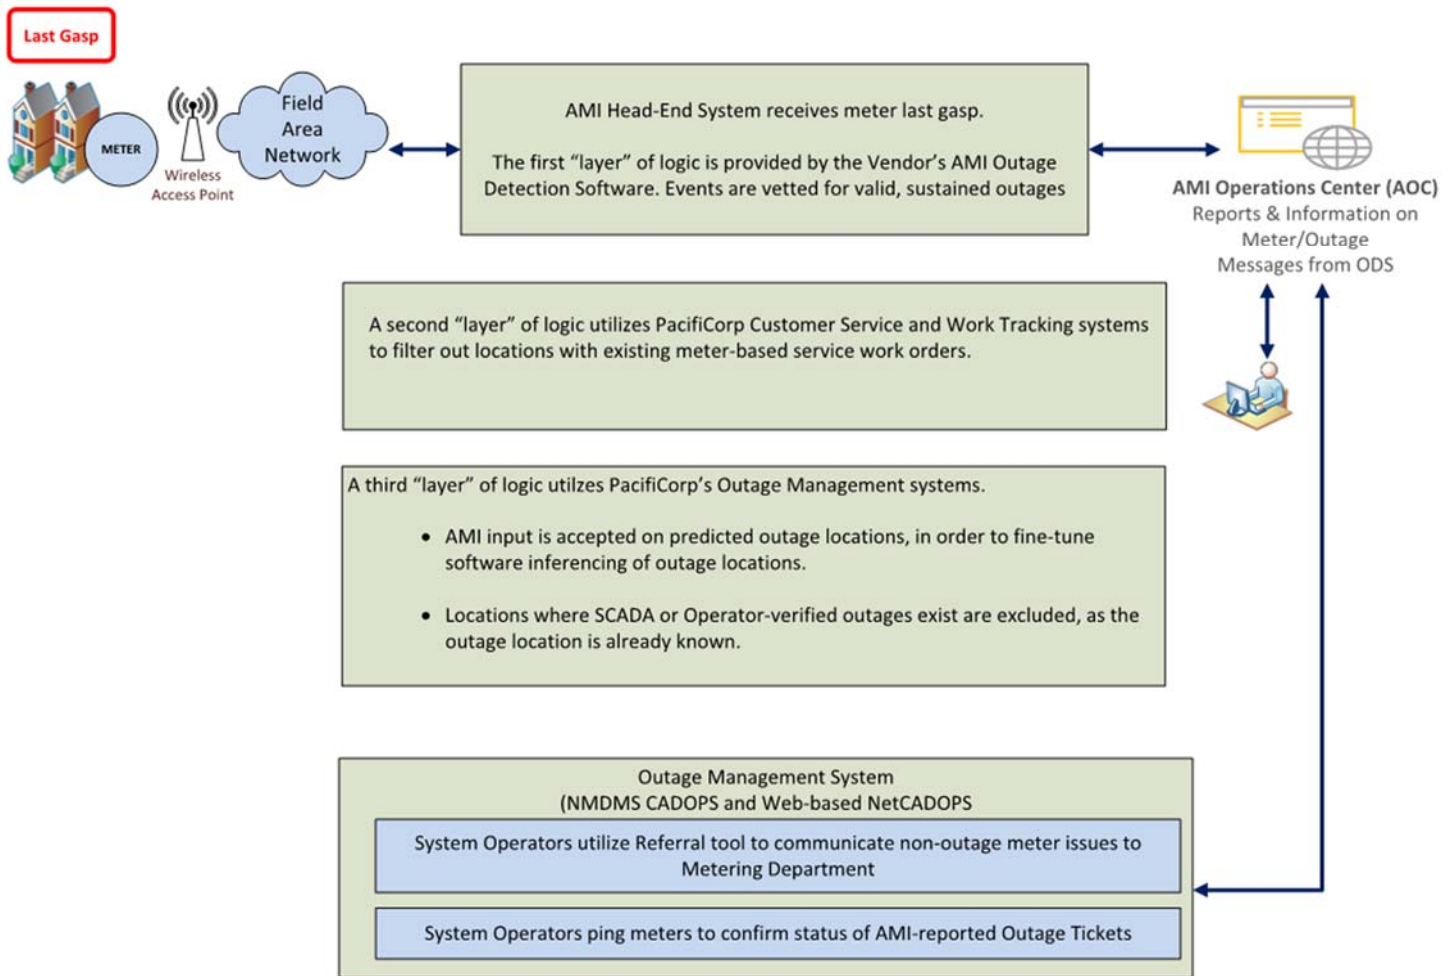 Last Gasp
METER
Wireless
Access Point
Field
Area
Network
AMI Head-End System receives meter last gasp.
The first “layer” of logic is provided by the Vendor’s AMI Outage
Detection Software. Events are vetted for valid, sustained outages
AMI Operations Center (AOC)
Reports & Information on
Meter/Outage
Messages from ODS
A second “layer” of logic utilizes PacifiCorp Customer Service and Work Tracking systems
to filter out locations with existing meter-based service work orders.
A third “layer” of logic utilzes PacifiCorp’s Outage Management systems.
• AMI input is accepted on predicted outage locations, in order to fine-tune
software inferencing of outage locations.
• Locations where SCADA or Operator-verified outages exist are excluded, as the
outage location is already known.
Outage Management System
(NMDMS CADOPS and Web-based NetCADOPS
System Operators utilize Referral tool to communicate non-outage meter issues to
Metering Department
System Operators ping meters to confirm status of AMI-reported Outage Tickets